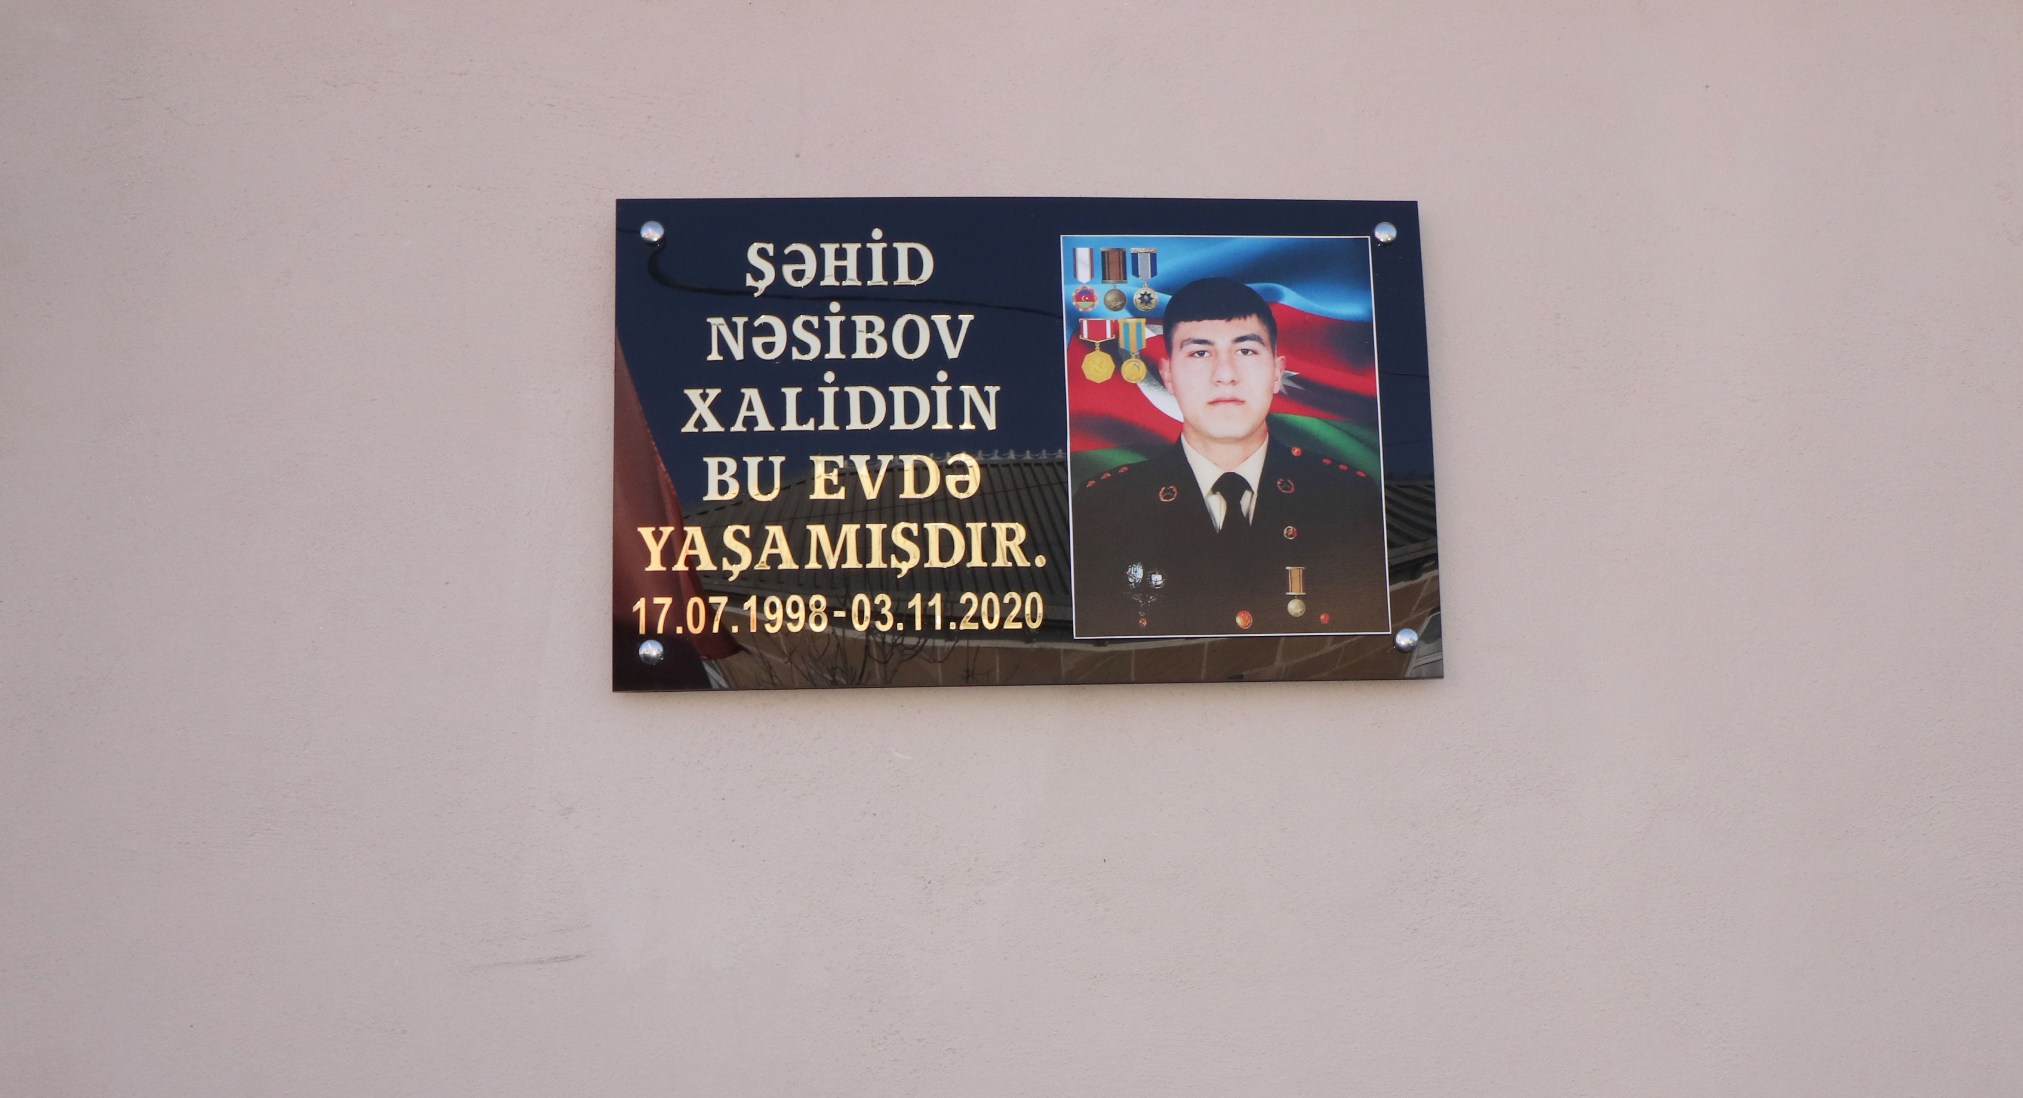 ŞƏHİD
NƏSİBOV
XALİDDİN
BU EVDƏ
YAŞAMIŞDIR.
17.07.1998-03.11.2020